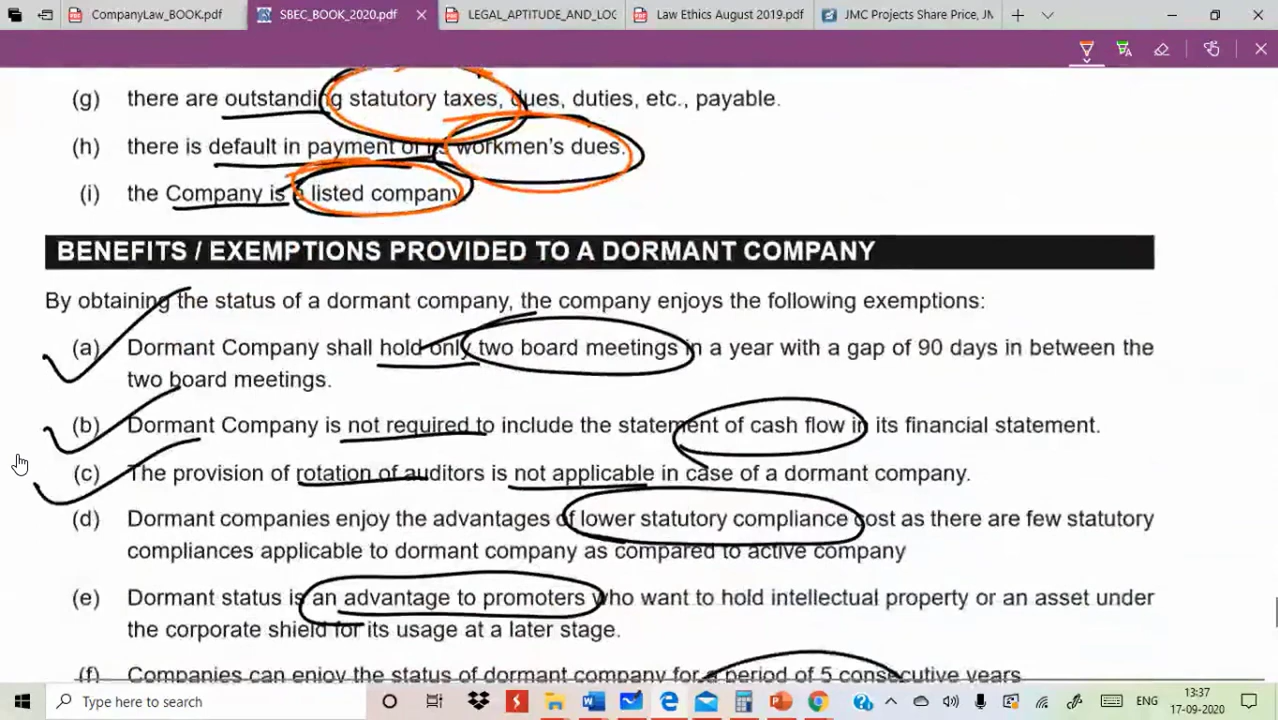 CompanyLaw_BOOK.pdf
SBEC_BOOK_2020.pdf
LEGAL_APTITUDE_AND_LOG
Law Ethics August 2019.pdf
JMC Projects Share Price, JM
(g) there are outstanding statutory taxes, dues, duties, etc., payable.
(h) there is default in payment of its workmen's dues.
(i) the Company is a listed company.
BENEFITS / EXEMPTIONS PROVIDED TO A DORMANT COMPANY
By obtaining the status of a dormant company, the company enjoys the following exemptions:
(a) Dormant Company shall hold only two board meetings in a year with a gap of 90 days in between the
two board meetings.
(b) Dormant Company is not required to include the statement of cash flow in its financial statement.
(c) The provision of rotation of auditors is not applicable in case of a dormant company.
(d) Dormant companies enjoy the advantages of lower statutory compliance cost as there are few statutory
compliances applicable to dormant company as compared to active company
(e) Dormant status is an advantage to promoters who want to hold intellectual property or an asset under
the corporate shield for its usage at a later stage.
(f) Companies can enjoy the status of dormant company for a period of 5 consecutive years
Type here to search
ENG
13:37
17-09-2020